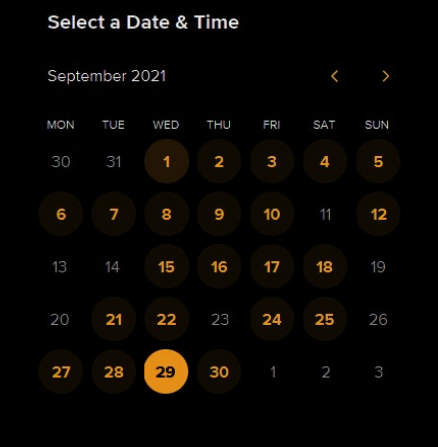 Select a Date & Time
September 2021
MON TUE WED THU FRI SAT SUN
30 31 1 2 3 4 5
6 7 8 9 10 11 12
13 14 15 16 17 18 19
20 21 22 23 24 25 26
27 28 29 30 1 2 3